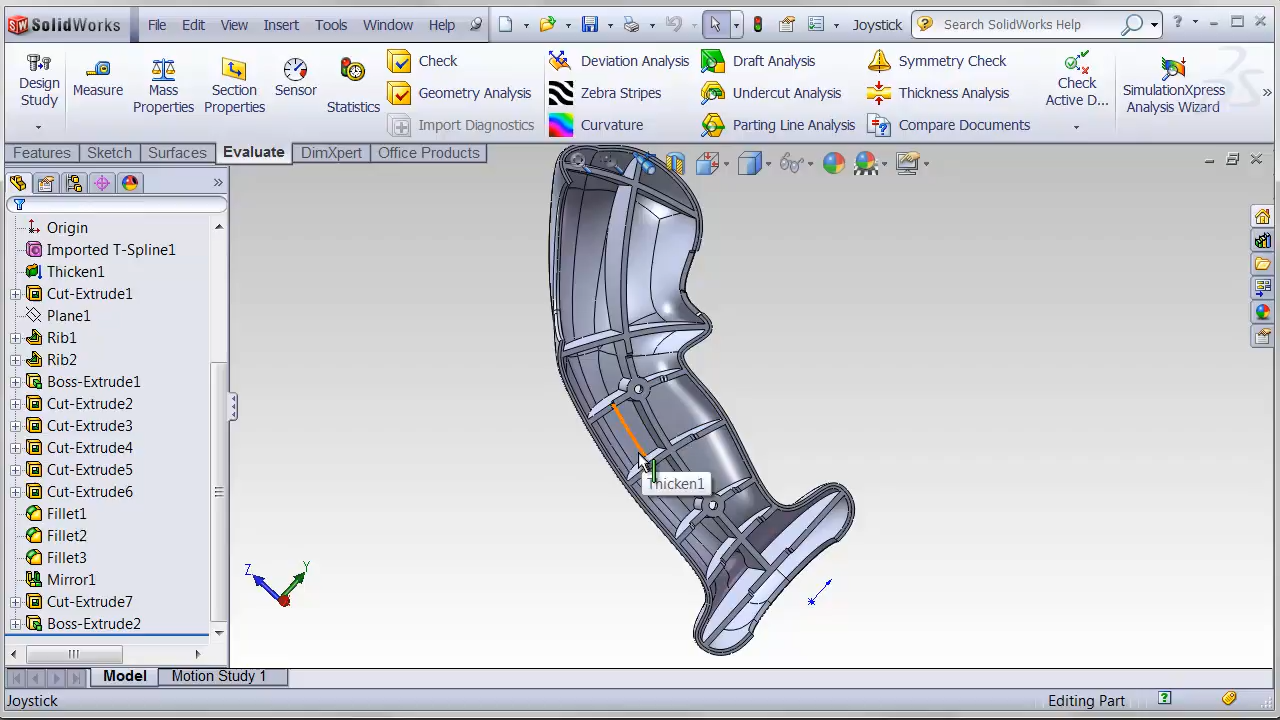 SolidWorks File Edit View Insert Tools Window Help Joystick Search SolidWorks Help
Design Study
Measure
Mass Properties
Section Properties
Sensor
Statistics
Check
Geometry Analysis
Import Diagnostics
Deviation Analysis
Zebra Stripes
Curvature
Draft Analysis
Undercut Analysis
Parting Line Analysis
Symmetry Check
Thickness Analysis
Compare Documents
Check Active D...
SimulationXpress Analysis Wizard
Features Sketch Surfaces Evaluate DimXpert Office Products
Origin
Imported T-Spline1
Thicken1
Cut-Extrude1
Plane1
Rib1
Rib2
Boss-Extrude1
Cut-Extrude2
Cut-Extrude3
Cut-Extrude4
Cut-Extrude5
Cut-Extrude6
Fillet1
Fillet2
Fillet3
Mirror1
Cut-Extrude7
Boss-Extrude2
Thicken1
Z Y
Model Motion Study 1
Joystick Editing Part